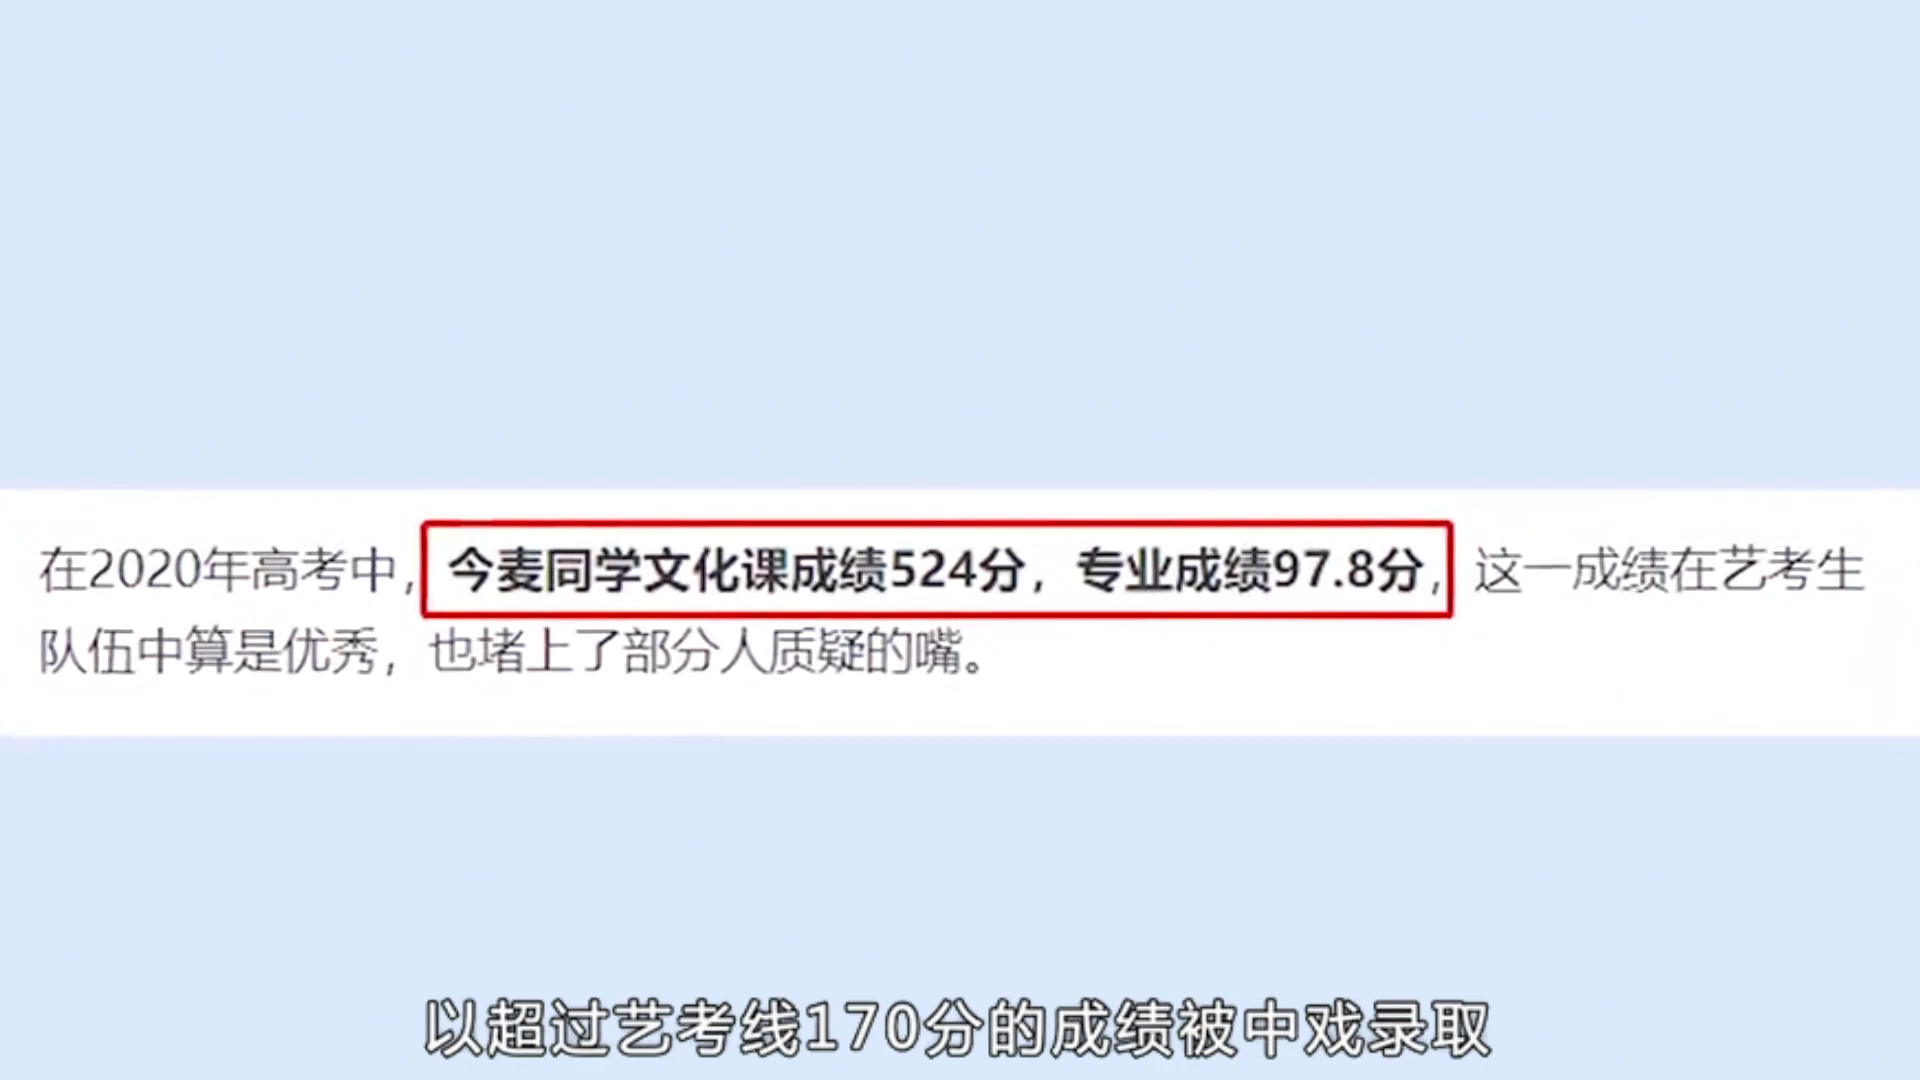 在2020年高考中，今麦同学文化课成绩524分，专业成绩97.8分，这一成绩在艺考生
队伍中算是优秀，也堵上了部分人质疑的嘴。
以超过艺考线170分的成绩被中戏录取